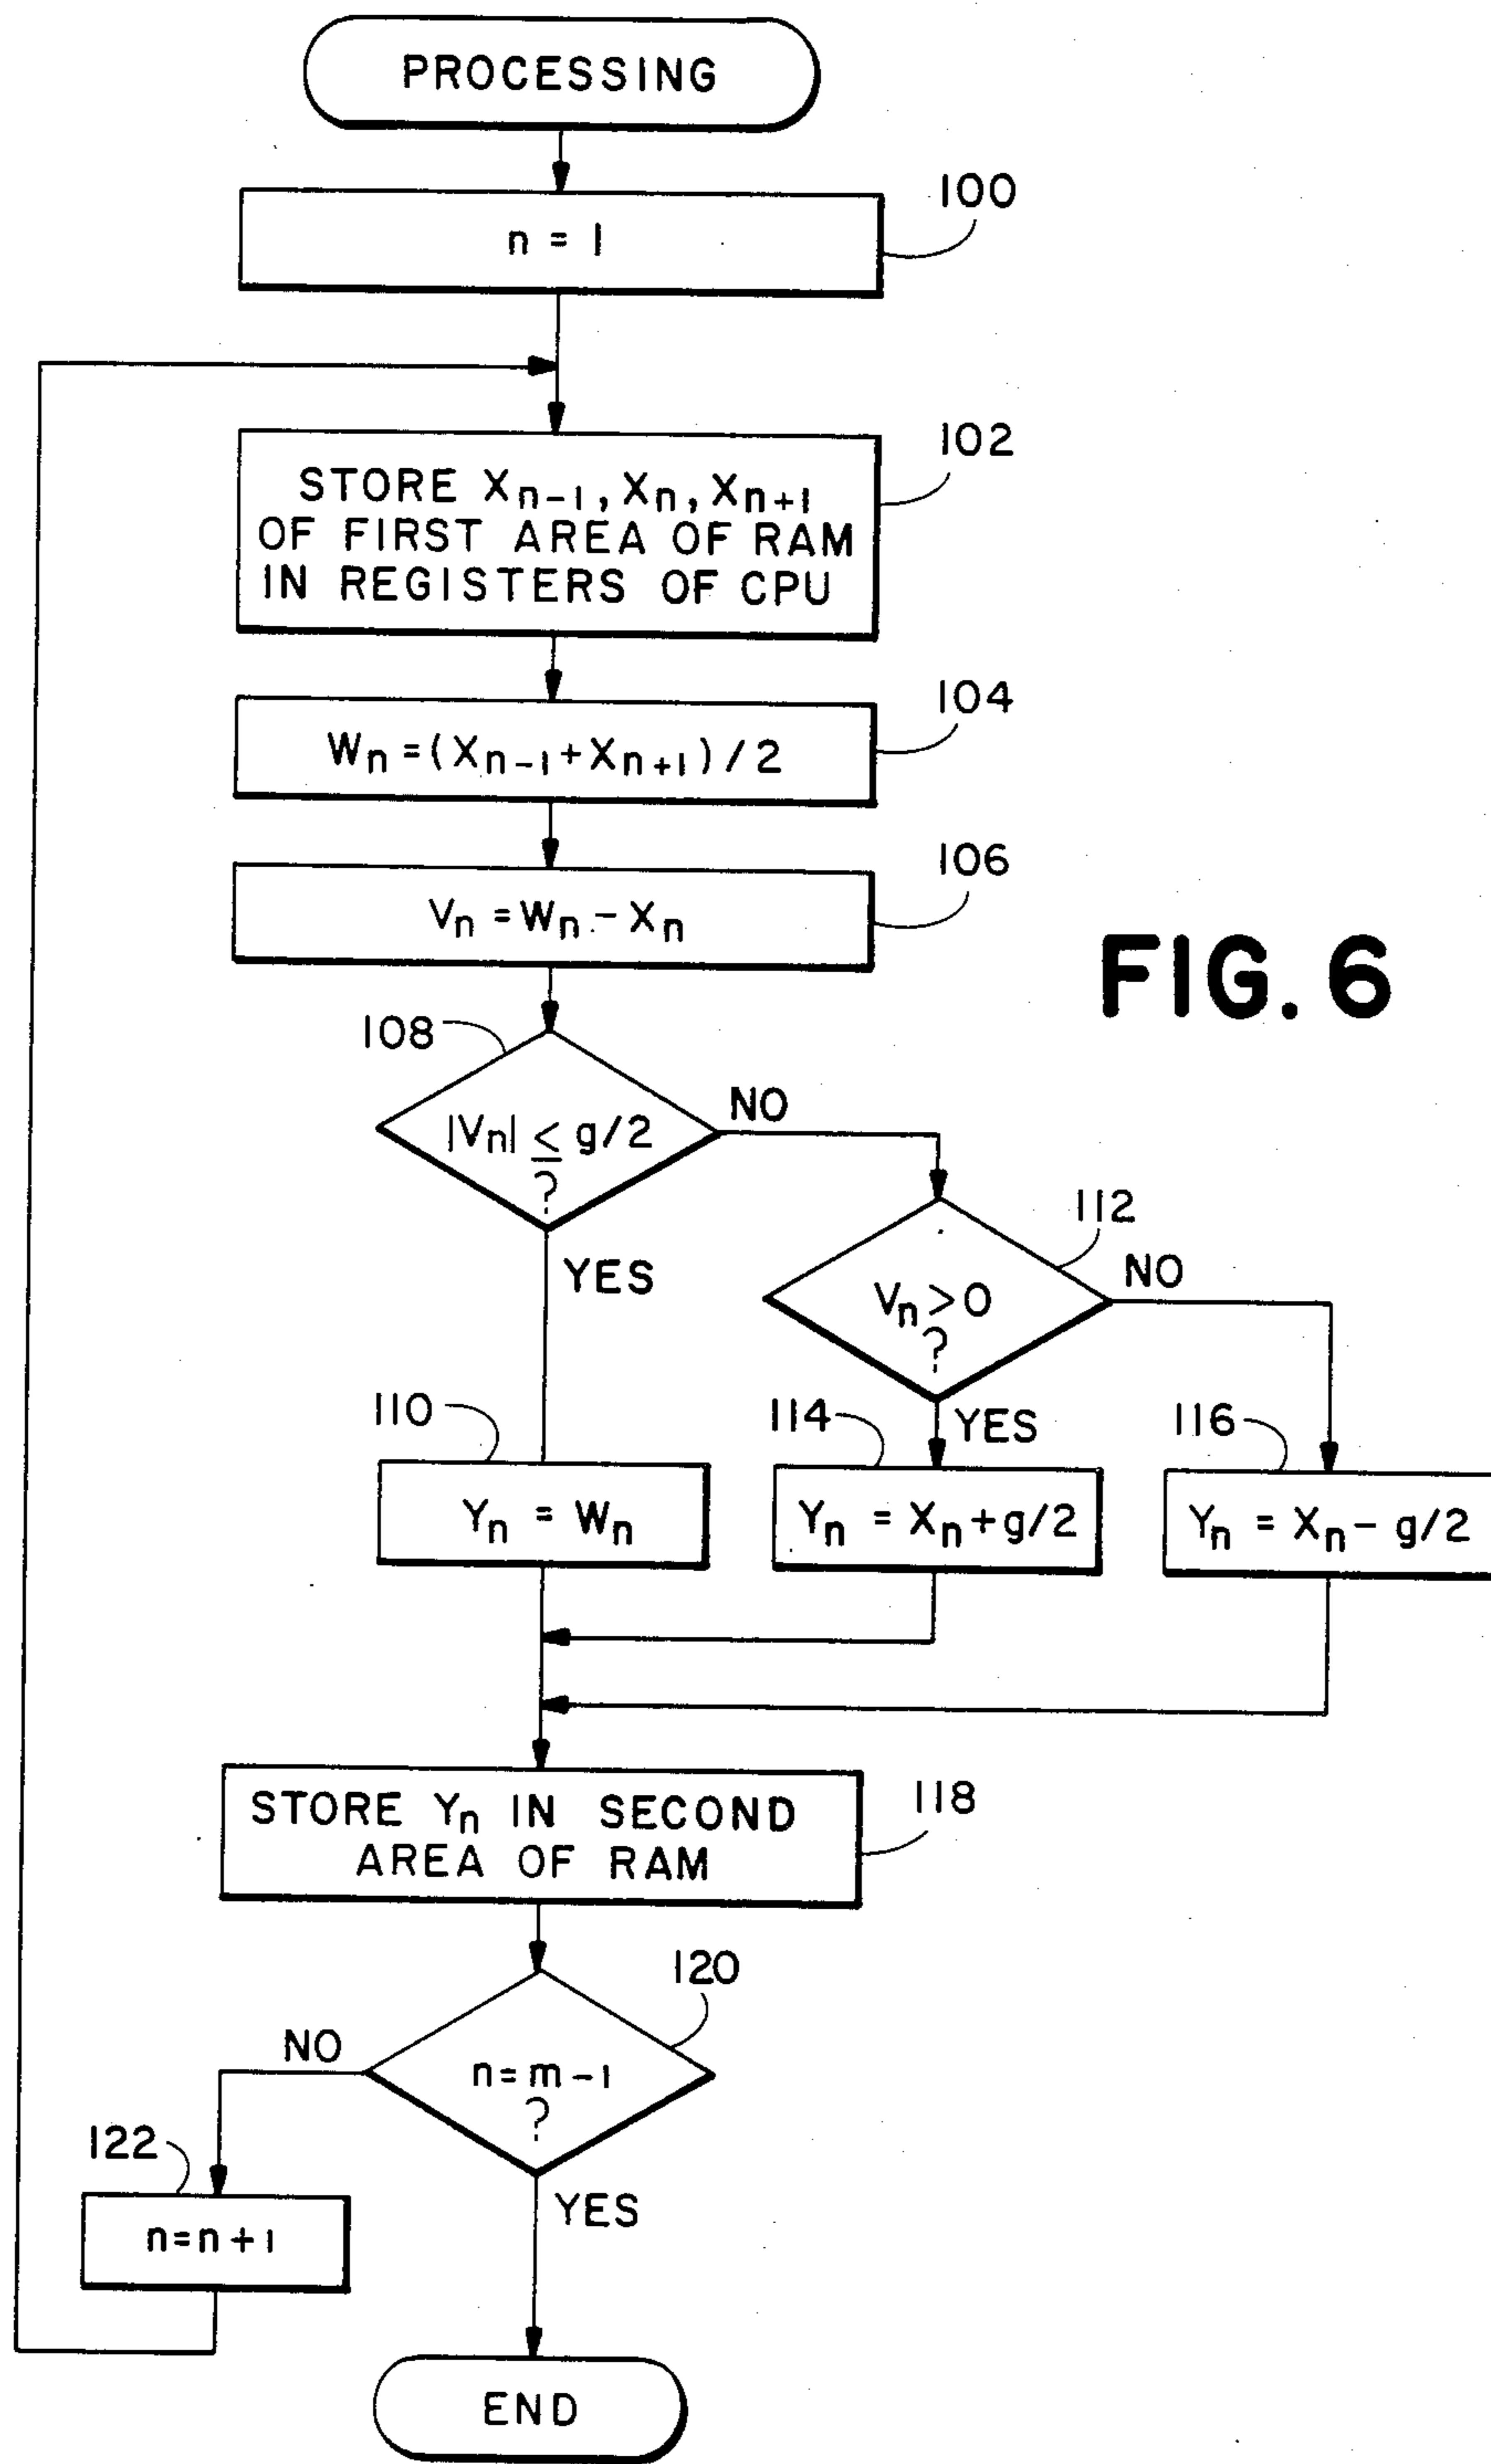 PROCESSING
100
n = 1
102
STORE Xn-1, Xn, Xn+1
OF FIRST AREA OF RAM
IN REGISTERS OF CPU
104
Wn = (Xn-1 + Xn+1) / 2
106
Vn = Wn - Xn
FIG. 6
108
|Vn| ≤ g/2
?
NO
YES
112
Vn > 0
?
NO
YES
110
Yn = Wn
114
Yn = Xn + g/2
116
Yn = Xn - g/2
118
STORE Yn IN SECOND
AREA OF RAM
120
n = m - 1
?
NO
YES
122
n = n + 1
END